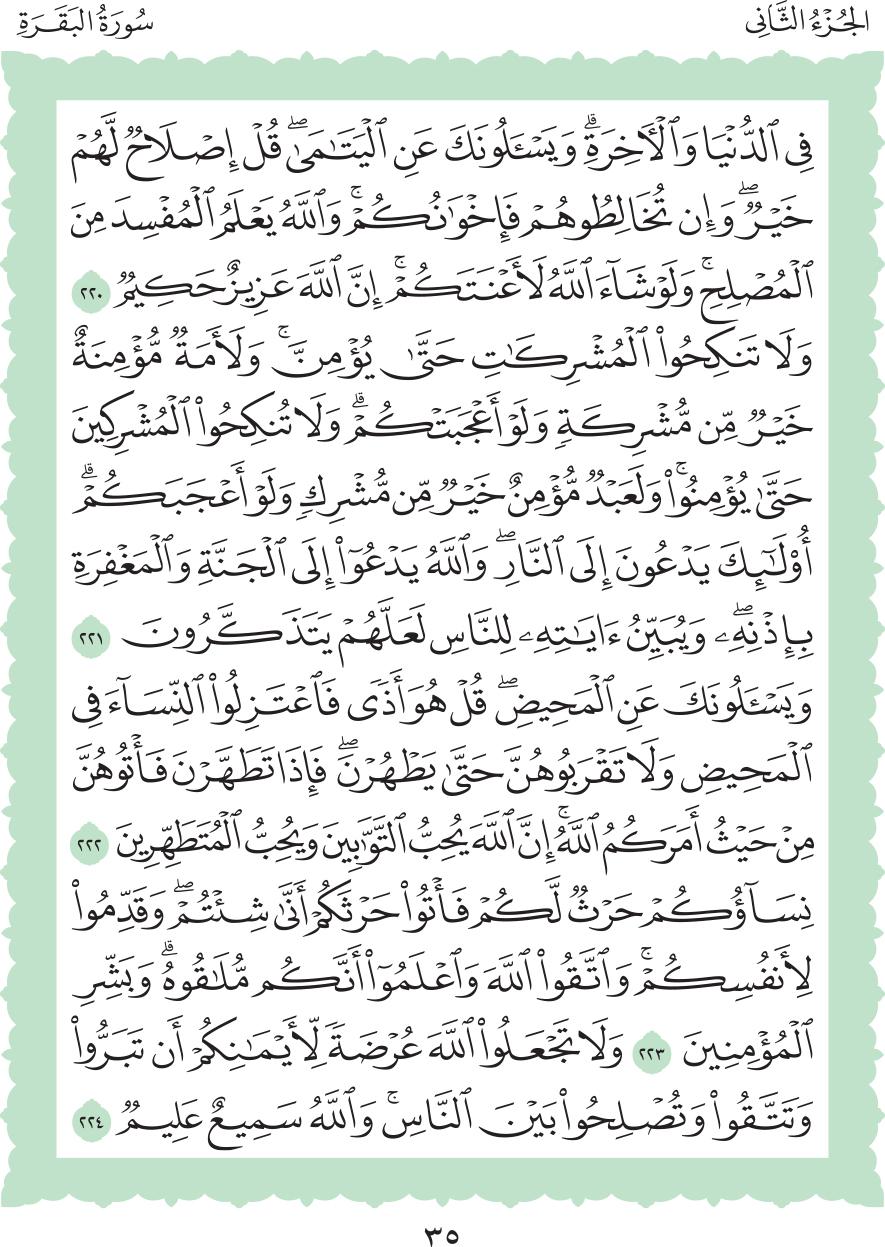 الجُزْءُ الثَّانِي
سُورَةُ البَقَرَةِ
فِي ٱلدُّنْيَا وَٱلْأَخِرَةِۗ وَيَسْـَٔلُونَكَ عَنِ ٱلْيَتَـٰمَىٰۖ قُلْ إِصْلَاحٌ لَّهُمْ
خَيْرٌۖ وَإِن تُخَالِطُوهُمْ فَإِخْوَٰنُكُمْۚ وَٱللَّهُ يَعْلَمُ ٱلْمُفْسِدَ مِنَ
ٱلْمُصْلِحِۚ وَلَوْ شَآءَ ٱللَّهُ لَأَعْنَتَكُمْۚ إِنَّ ٱللَّهَ عَزِيزٌ حَكِيمٌ ٢٢٠
وَلَا تَنكِحُوا۟ ٱلْمُشْرِكَـٰتِ حَتَّىٰ يُؤْمِنَّۚ وَلَأَمَةٌ مُّؤْمِنَةٌ
خَيْرٌ مِّن مُّشْرِكَةٍ وَلَوْ أَعْجَبَتْكُمْۗ وَلَا تُنكِحُوا۟ ٱلْمُشْرِكِينَ
حَتَّىٰ يُؤْمِنُوا۟ۚ وَلَعَبْدٌ مُّؤْمِنٌ خَيْرٌ مِّن مُّشْرِكٍ وَلَوْ أَعْجَبَكُمْۗ
أُو۟لَـٰٓئِكَ يَدْعُونَ إِلَى ٱلنَّارِۖ وَٱللَّهُ يَدْعُوٓا۟ إِلَى ٱلْجَنَّةِ وَٱلْمَغْفِرَةِ
بِإِذْنِهِۦۖ وَيُبَيِّنُ ءَايَـٰتِهِۦ لِلنَّاسِ لَعَلَّهُمْ يَتَذَكَّرُونَ ٢٢١
وَيَسْـَٔلُونَكَ عَنِ ٱلْمَحِيضِۖ قُلْ هُوَ أَذًى فَٱعْتَزِلُوا۟ ٱلنِّسَآءَ فِي
ٱلْمَحِيضِ وَلَا تَقْرَبُوهُنَّ حَتَّىٰ يَطْهُرْنَۖ فَإِذَا تَطَهَّرْنَ فَأْتُوهُنَّ
مِنْ حَيْثُ أَمَرَكُمُ ٱللَّهُۚ إِنَّ ٱللَّهَ يُحِبُّ ٱلتَّوَّٰبِينَ وَيُحِبُّ ٱلْمُتَطَهِّرِينَ ٢٢٢
نِسَآؤُكُمْ حَرْثٌ لَّكُمْ فَأْتُوا۟ حَرْثَكُمْ أَنَّىٰ شِئْتُمْۖ وَقَدِّمُوا۟
لِأَنفُسِكُمْۚ وَٱتَّقُوا۟ ٱللَّهَ وَٱعْلَمُوٓا۟ أَنَّكُم مُّلَـٰقُوهُۗ وَبَشِّرِ
ٱلْمُؤْمِنِينَ ٢٢٣ وَلَا تَجْعَلُوا۟ ٱللَّهَ عُرْضَةً لِّأَيْمَـٰنِكُمْ أَن تَبَرُّوا۟
وَتَتَّقُوا۟ وَتُصْلِحُوا۟ بَيْنَ ٱلنَّاسِۚ وَٱللَّهُ سَمِيعٌ عَلِيمٌ ٢٢٤
٣٥